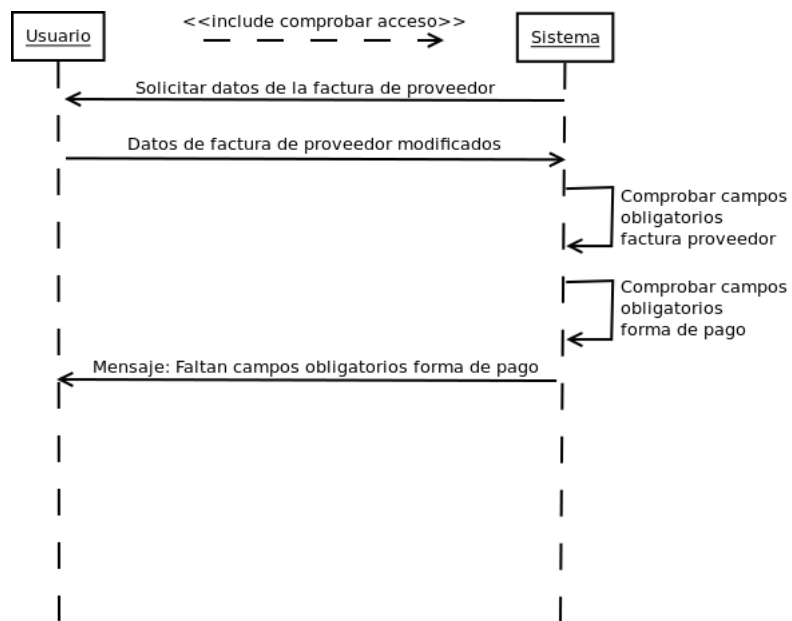 <<include comprobar acceso>>
Usuario
Sistema
Solicitar datos de la factura de proveedor
Datos de factura de proveedor modificados
Comprobar campos
obligatorios
factura proveedor
Comprobar campos
obligatorios
forma de pago
Mensaje: Faltan campos obligatorios forma de pago